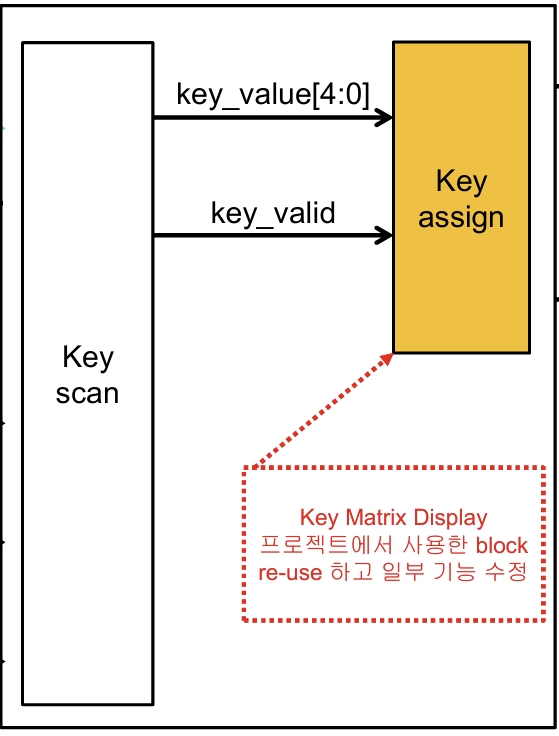 key_value[4:0]
key_valid
Key
assign
Key
scan
Key Matrix Display
프로젝트에서 사용한 block
re-use 하고 일부 기능 수정